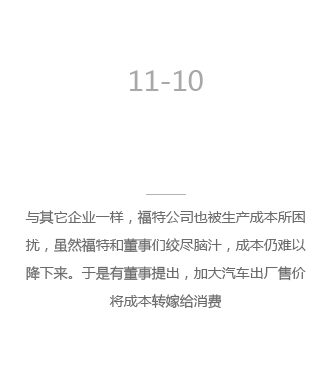 11-10
与其它企业一样，福特公司也被生产成本所困
扰，虽然福特和董事们绞尽脑汁，成本仍难以
降下来。于是有董事提出，加大汽车出厂售价
将成本转嫁给消费